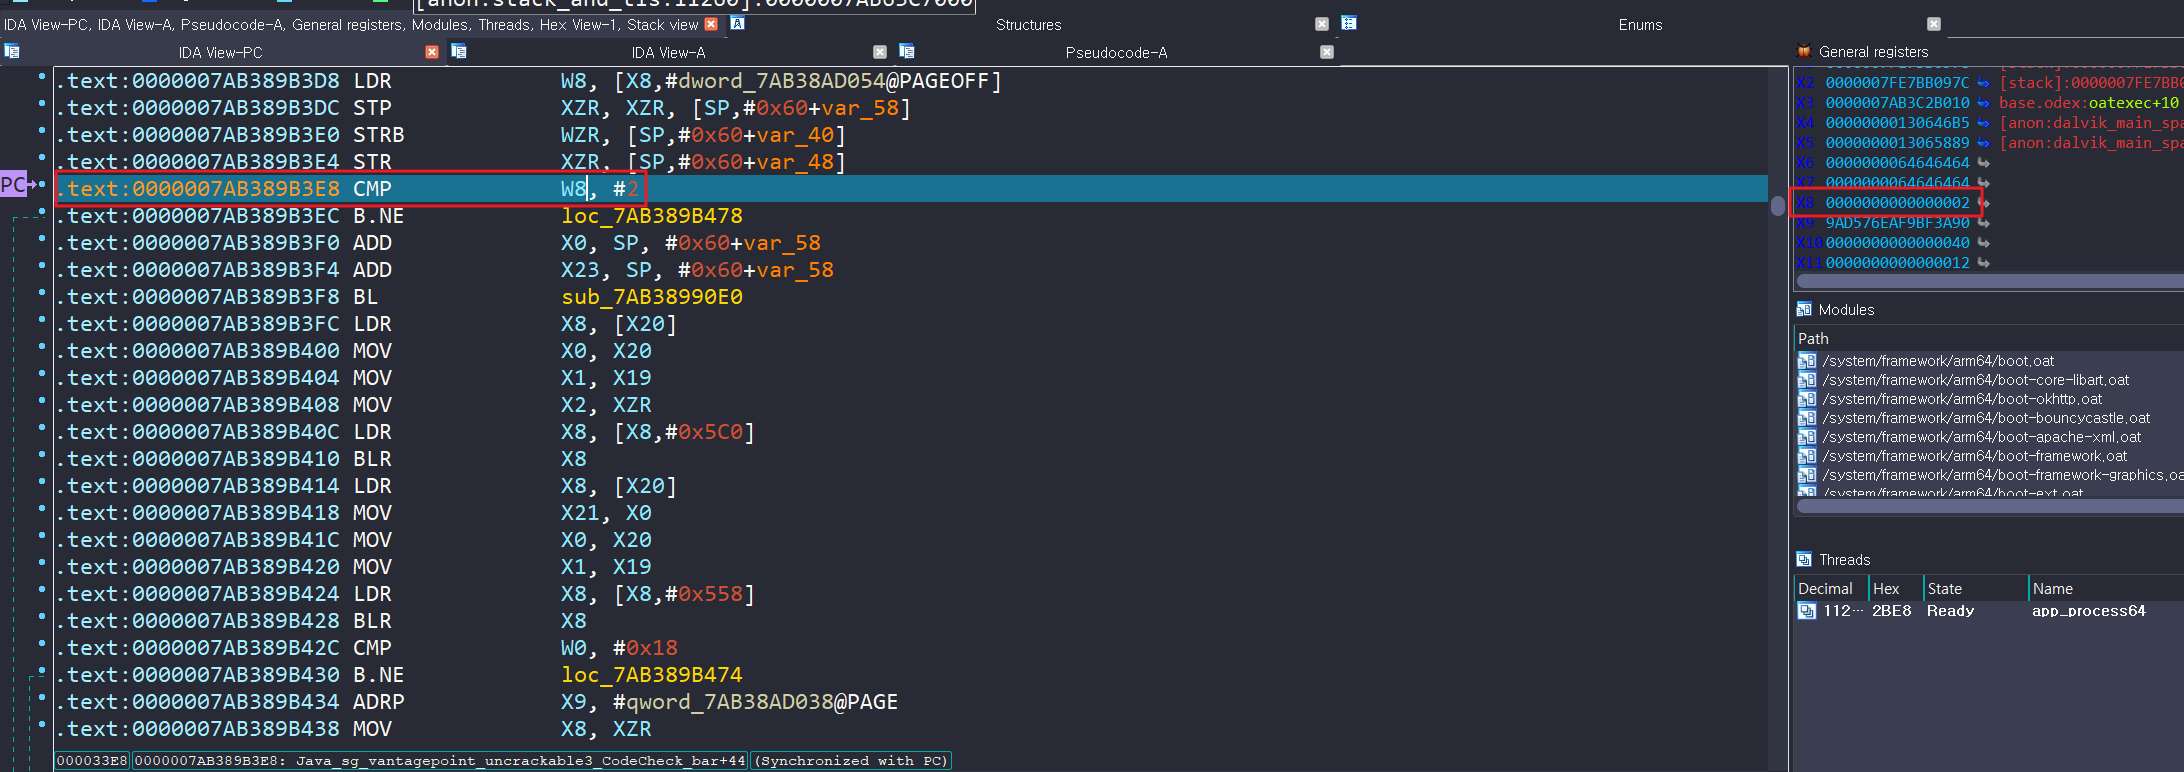 [anon:stack_and_tls:11260]:0000007AB65C7000
IDA View-PC, IDA View-A, Pseudocode-A, General registers, Modules, Threads, Hex View-1, Stack view
Structures
Enums
IDA View-PC
IDA View-A
Pseudocode-A
General registers
.text:0000007AB389B3D8 LDR W8, [X8,#dword_7AB38AD054@PAGEOFF]
.text:0000007AB389B3DC STP XZR, XZR, [SP,#0x60+var_58]
.text:0000007AB389B3E0 STRB WZR, [SP,#0x60+var_40]
.text:0000007AB389B3E4 STR XZR, [SP,#0x60+var_48]
PC
.text:0000007AB389B3E8 CMP W8, #2
.text:0000007AB389B3EC B.NE loc_7AB389B478
.text:0000007AB389B3F0 ADD X0, SP, #0x60+var_58
.text:0000007AB389B3F4 ADD X23, SP, #0x60+var_58
.text:0000007AB389B3F8 BL sub_7AB38990E0
.text:0000007AB389B3FC LDR X8, [X20]
.text:0000007AB389B400 MOV X0, X20
.text:0000007AB389B404 MOV X1, X19
.text:0000007AB389B408 MOV X2, XZR
.text:0000007AB389B40C LDR X8, [X8,#0x5C0]
.text:0000007AB389B410 BLR X8
.text:0000007AB389B414 LDR X8, [X20]
.text:0000007AB389B418 MOV X21, X0
.text:0000007AB389B41C MOV X0, X20
.text:0000007AB389B420 MOV X1, X19
.text:0000007AB389B424 LDR X8, [X8,#0x558]
.text:0000007AB389B428 BLR X8
.text:0000007AB389B42C CMP W0, #0x18
.text:0000007AB389B430 B.NE loc_7AB389B474
.text:0000007AB389B434 ADRP X9, #qword_7AB38AD038@PAGE
.text:0000007AB389B438 MOV X8, XZR
000033E8 0000007AB389B3E8: Java_sg_vantagepoint_uncrackable3_CodeCheck_bar+44 (Synchronized with PC)
X2 0000007FE7BB097C [stack]:0000007FE7BB0
X3 0000007AB3C2B010 base.odex:oatexec+10
X4 00000000130646B5 [anon:dalvik_main_spa
X5 0000000013065889 [anon:dalvik_main_spa
X6 0000000064646464
X7 0000000064646464
X8 0000000000000002
X9 9AD576EAF9BF3A90
X10 0000000000000040
X11 0000000000000012
Modules
Path
/system/framework/arm64/boot.oat
/system/framework/arm64/boot-core-libart.oat
/system/framework/arm64/boot-okhttp.oat
/system/framework/arm64/boot-bouncycastle.oat
/system/framework/arm64/boot-apache-xml.oat
/system/framework/arm64/boot-framework.oat
/system/framework/arm64/boot-framework-graphics.oa
/system/framework/arm64/boot-ext.oat
Threads
Decimal Hex State Name
112… 2BE8 Ready app_process64